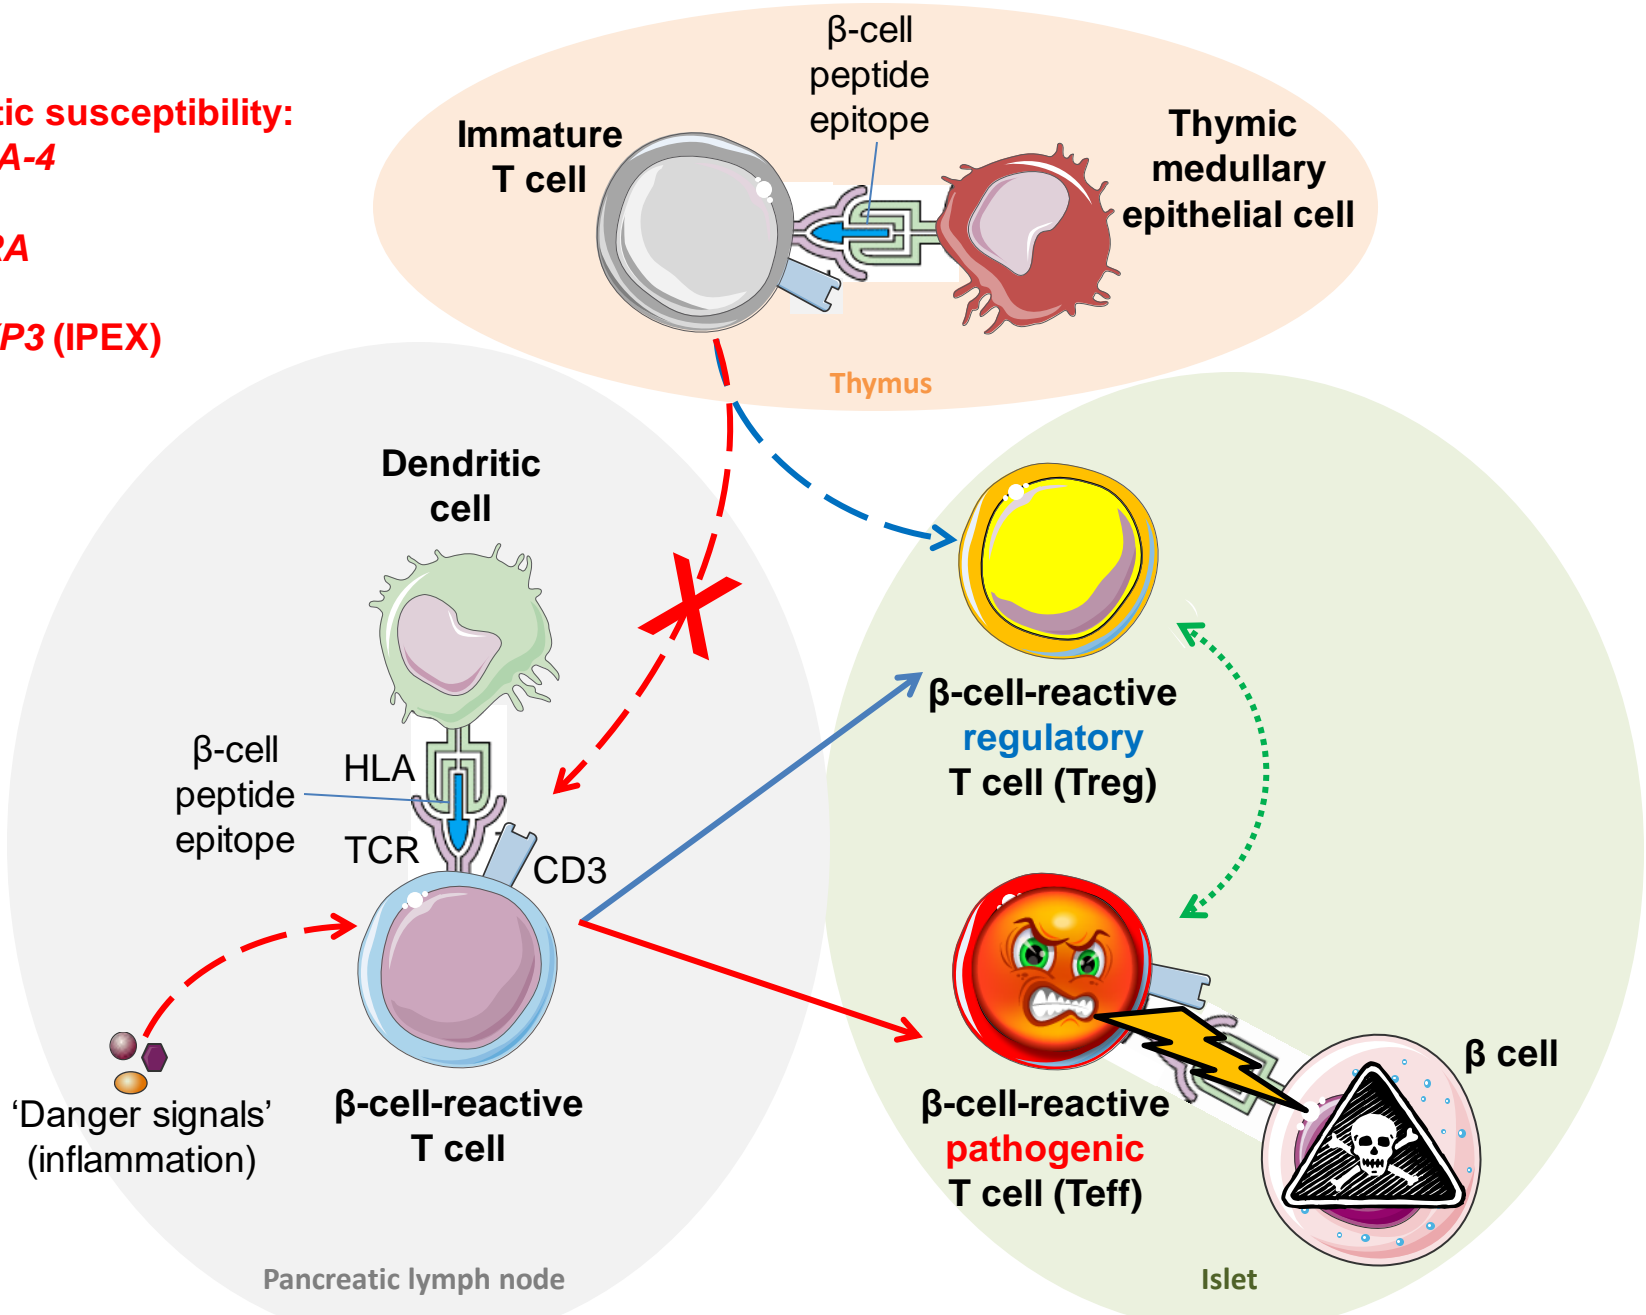 β-cell
peptide
epitope
tic susceptibility:
A-4
RA
P3 (IPEX)
Immature
T cell
Thymic
medullary
epithelial cell
Thymus
Dendritic
cell
HLA
β-cell
peptide
epitope
TCR
CD3
'Danger signals'
(inflammation)
β-cell-reactive
T cell
Pancreatic lymph node
β-cell-reactive
regulatory
T cell (Treg)
β cell
β-cell-reactive
pathogenic
T cell (Teff)
Islet